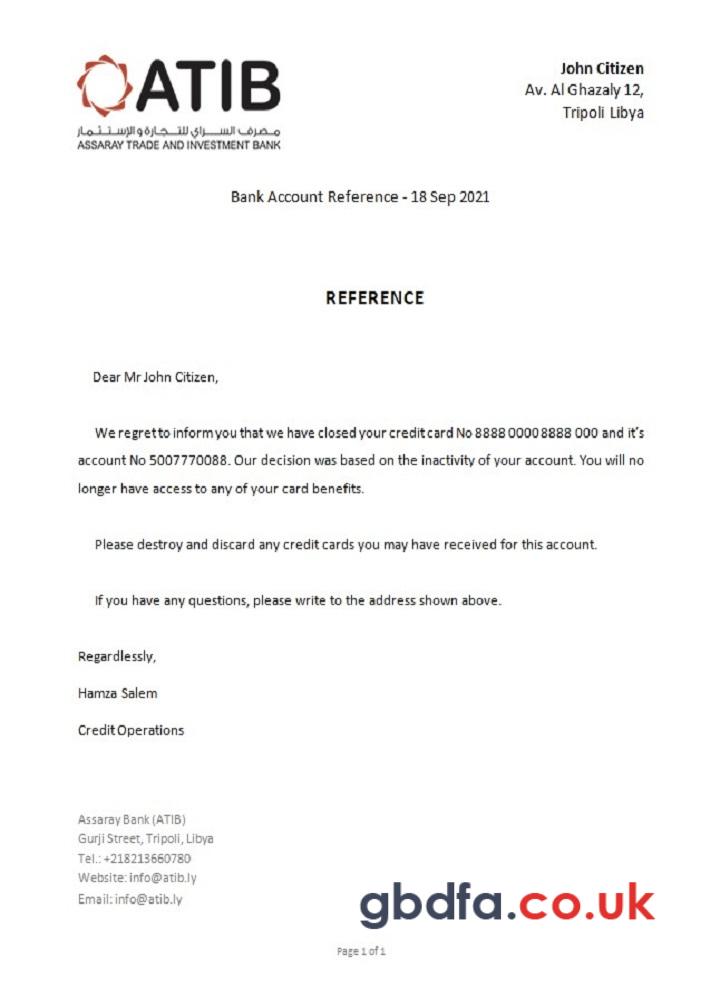 ATIB
مصرف السراي للتجارة والإستثمار
ASSARAY TRADE AND INVESTMENT BANK
John Citizen
Av. Al Ghazaly 12,
Tripoli Libya
Bank Account Reference - 18 Sep 2021
REFERENCE
Dear Mr John Citizen,
We regret to inform you that we have closed your credit card No 8888 0000 8888 000 and it's
account No 5007770088. Our decision was based on the inactivity of your account. You will no
longer have access to any of your card benefits.
Please destroy and discard any credit cards you may have received for this account.
If you have any questions, please write to the address shown above.
Regardlessly,
Hamza Salem
Credit Operations
Assaray Bank (ATIB)
Gurji Street, Tripoli, Libya
Tel.: +218213660780
Website: info@atib.ly
Email: info@atib.ly
gbdfa.co.uk
Page 1 of 1